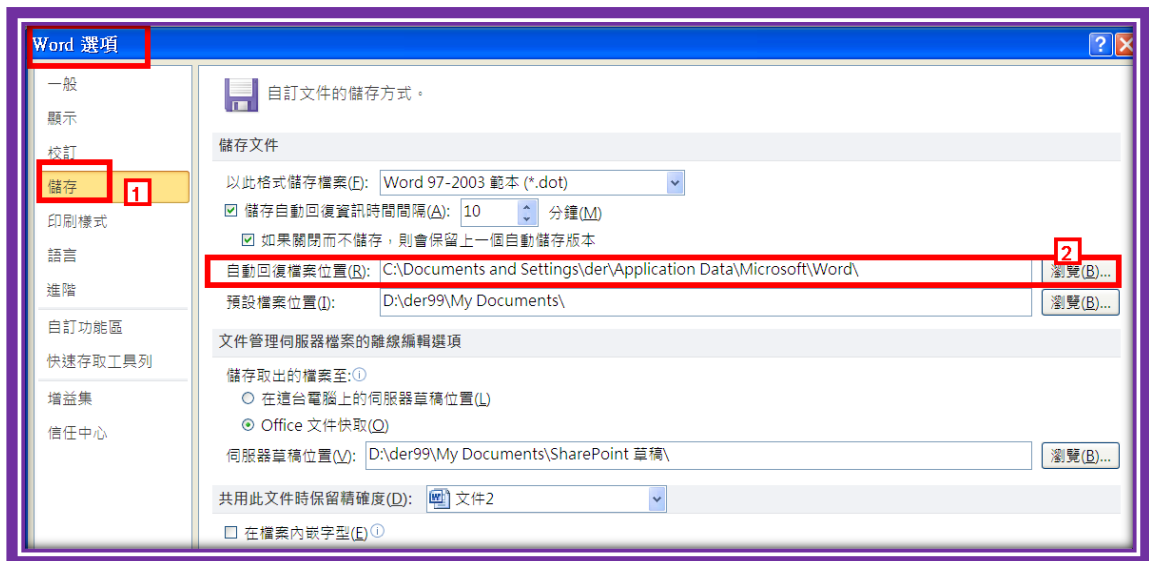 Word 選項
一般
顯示
校訂
儲存
1
印刷樣式
語言
進階
自訂功能區
快速存取工具列
增益集
信任中心
自訂文件的儲存方式。
儲存文件
以此格式儲存檔案(F): Word 97-2003 範本 (*.dot)
儲存自動回復資訊時間間隔(A): 10 分鐘(M)
如果關閉而不儲存，則會保留上一個自動儲存版本
2
自動回復檔案位置(R): C:\Documents and Settings\der\Application Data\Microsoft\Word\ 瀏覽(B)...
預設檔案位置(I): D:\der99\My Documents\ 瀏覽(B)...
文件管理伺服器檔案的離線編輯選項
儲存取出的檔案至:
在這台電腦上的伺服器草稿位置(L)
Office 文件快取(O)
伺服器草稿位置(V): D:\der99\My Documents\SharePoint 草稿\ 瀏覽(B)...
共用此文件時保留精確度(D): 文件2
在檔案內嵌字型(E)